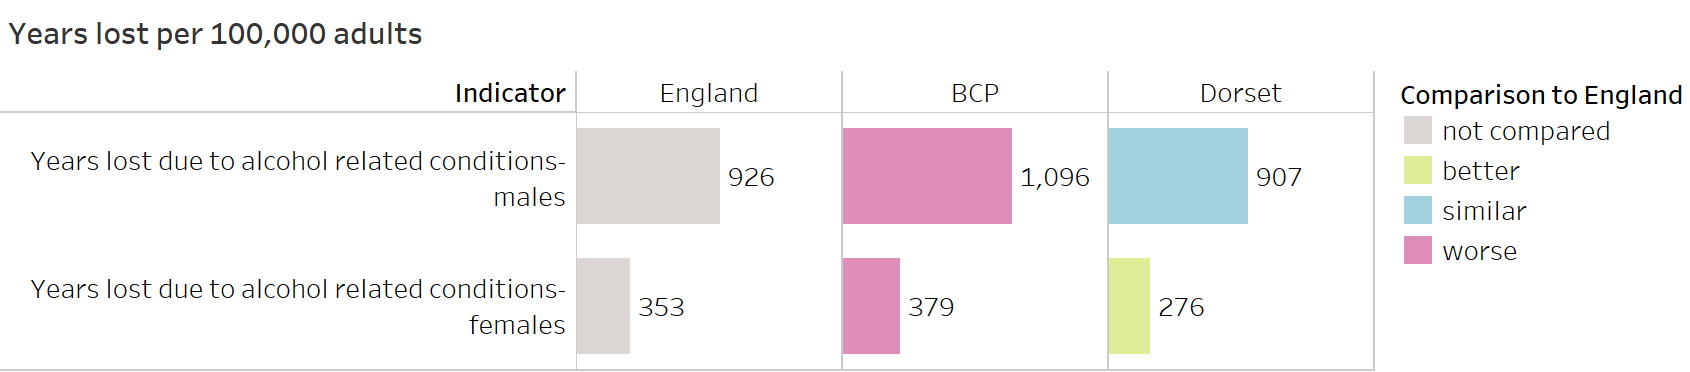 Years lost per 100,000 adults
Indicator England BCP Dorset
Years lost due to alcohol related conditions-
males
926 1,096 907
Years lost due to alcohol related conditions-
females
353 379 276
Comparison to England
not compared
better
similar
worse